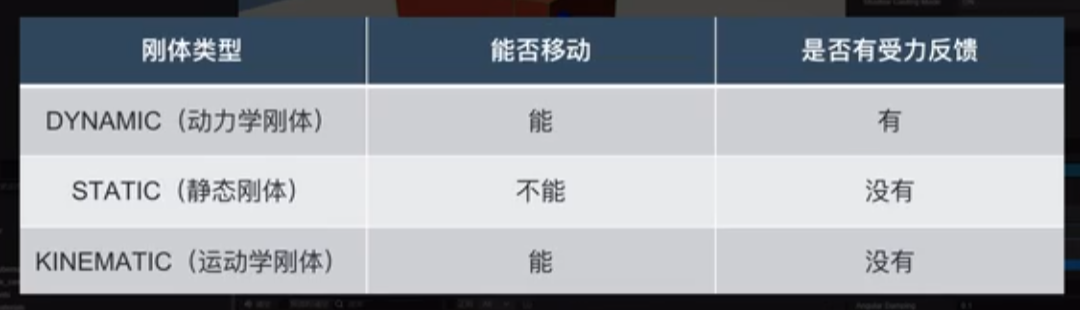 刚体类型 能否移动 是否有受力反馈
DYNAMIC（动力学刚体） 能 有
STATIC（静态刚体） 不能 没有
KINEMATIC（运动学刚体） 能 没有